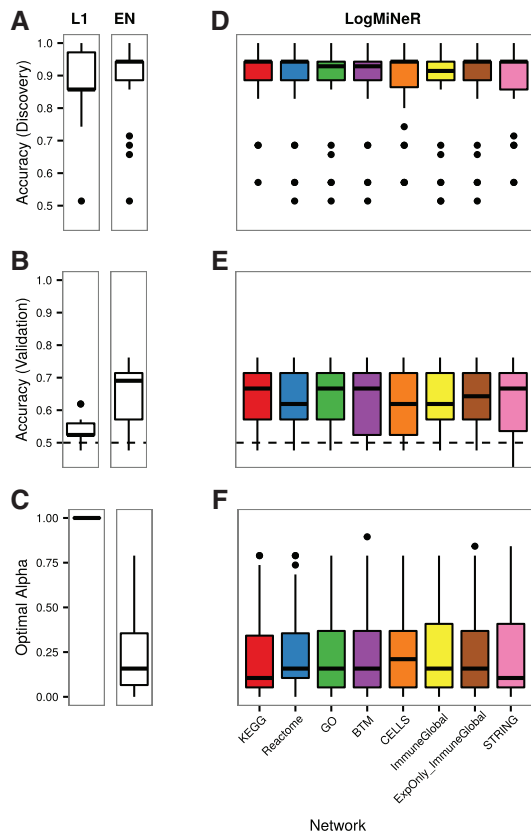 A
L1
EN
D
LogMiNeR
Accuracy (Discovery)
1.0
0.9
0.8
0.7
0.6
0.5
B
E
Accuracy (Validation)
1.0
0.9
0.8
0.7
0.6
0.5
C
F
Optimal Alpha
1.00
0.75
0.50
0.25
0.00
KEGG
Reactome
GO
BTM
CELLS
ImmuneGlobal
ExpOnly_ImmuneGlobal
STRING
Network